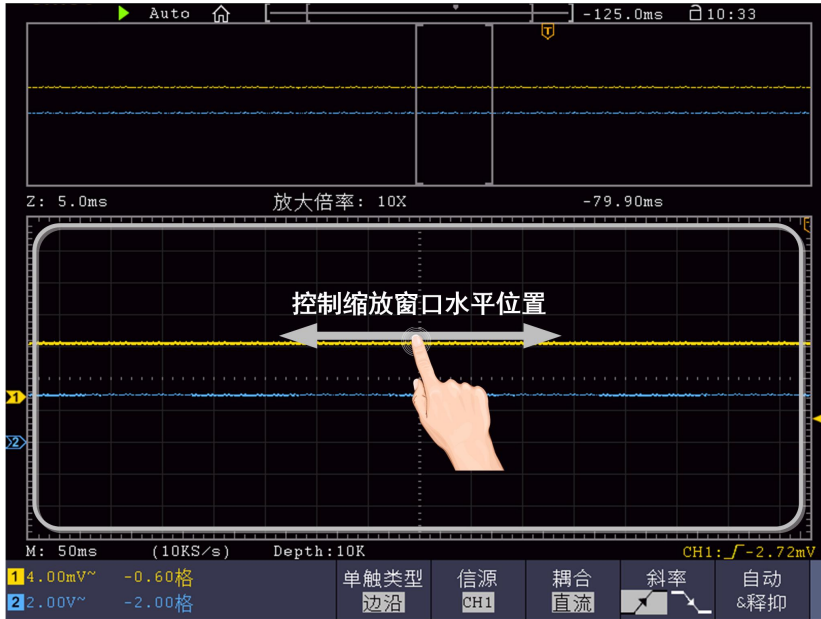 Auto -125.0ms 10:33
T
Z: 5.0ms 放大倍率: 10X -79.90ms
控制缩放窗口水平位置
1
2
M: 50ms (10KS/s) Depth:10K CH1: -2.72mV
1 4.00mV~ -0.60格 单触类型 信源 耦合 斜率 自动
2 2.00V~ -2.00格 边沿 CH1 直流 &释抑